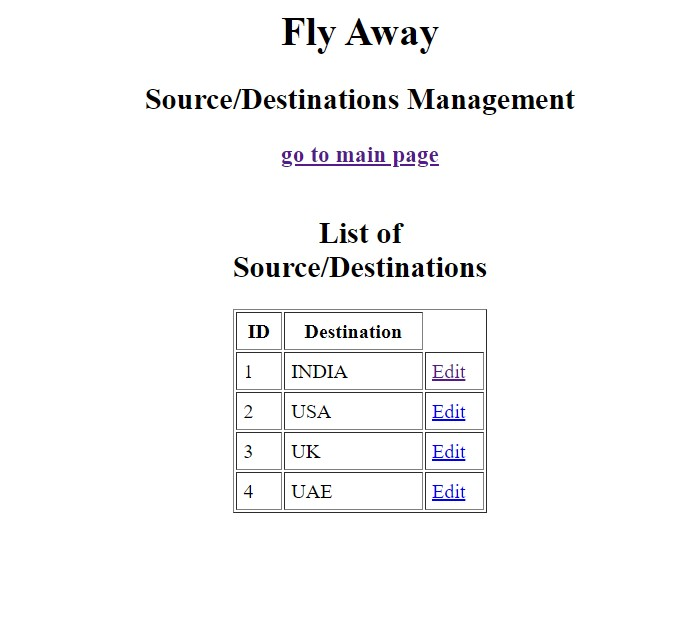 Fly Away
Source/Destinations Management
go to main page
List of
Source/Destinations
ID Destination
1 INDIA Edit
2 USA Edit
3 UK Edit
4 UAE Edit